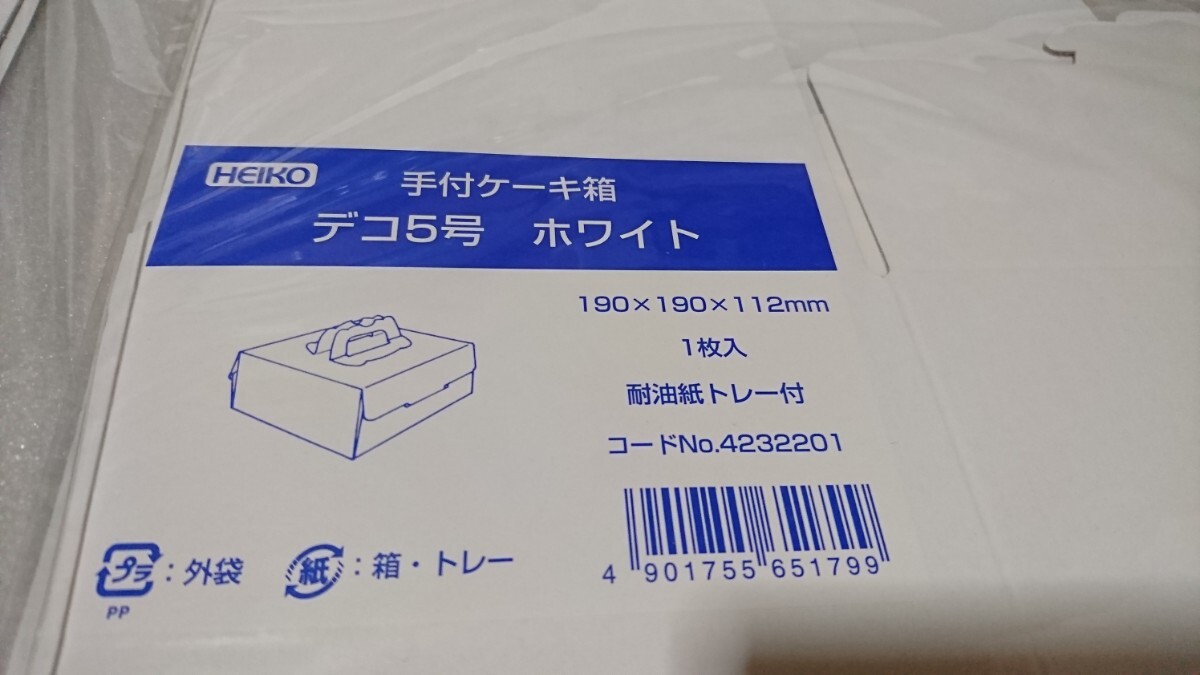 HEIKO
手付ケーキ箱
デコ5号 ホワイト
190×190×112mm
1枚入
耐油紙トレー付
コードNo.4232201
プラ:外袋
PP
紙:箱・トレー
4 901755 651799